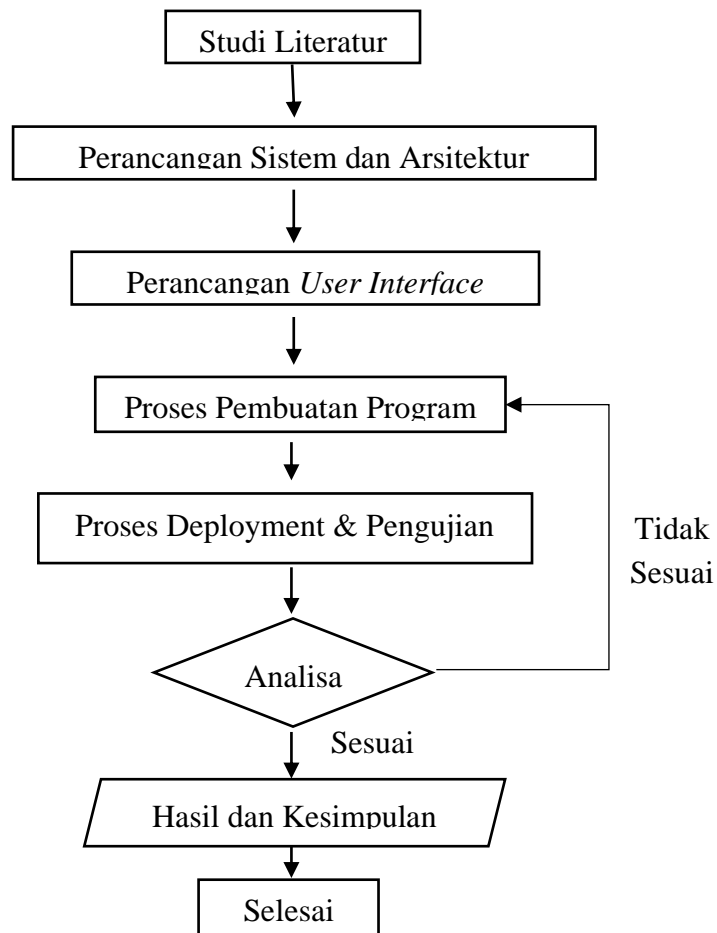 Studi Literatur
Perancangan Sistem dan Arsitektur
Perancangan User Interface
Proses Pembuatan Program
Proses Deployment & Pengujian
Tidak
Sesuai
Analisa
Sesuai
Hasil dan Kesimpulan
Selesai